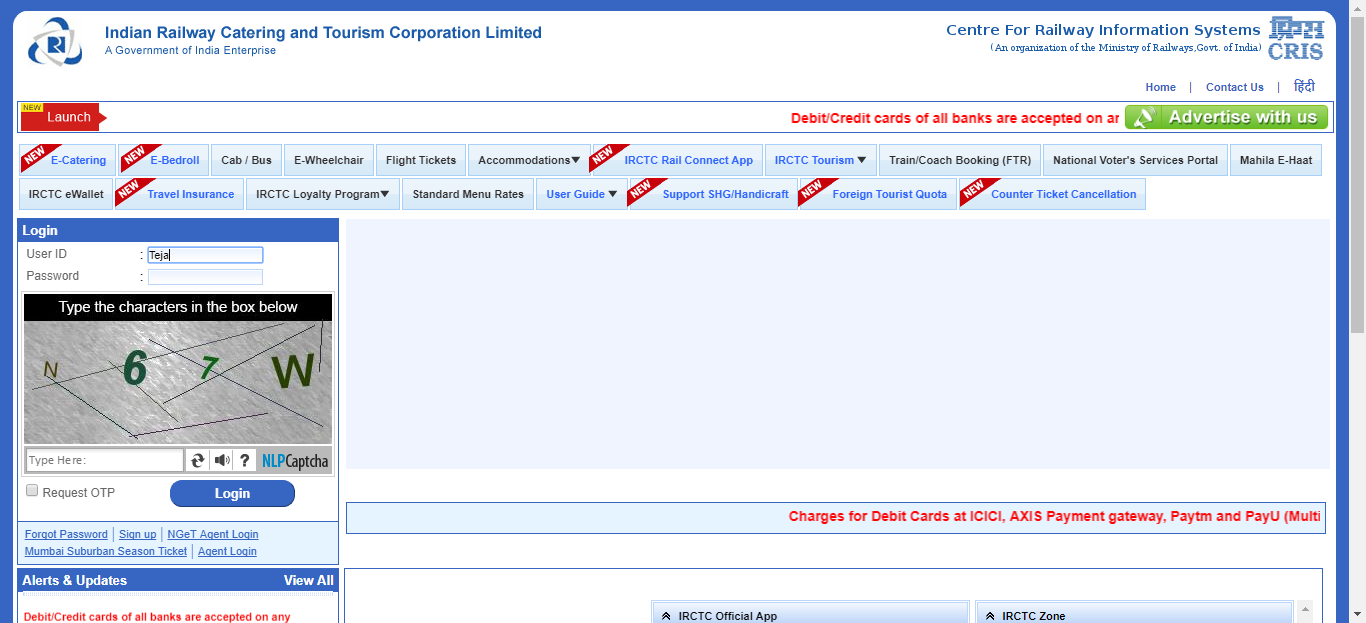 Indian Railway Catering and Tourism Corporation Limited
A Government of India Enterprise
Centre For Railway Information Systems
(An organization of the Ministry of Railways,Govt. of India)
CRIS
Home | Contact Us | हिंदी
NEW
Launch
Debit/Credit cards of all banks are accepted on an
Advertise with us
NEW E-Catering NEW E-Bedroll Cab / Bus E-Wheelchair Flight Tickets Accommodations▼ NEW IRCTC Rail Connect App IRCTC Tourism ▼ Train/Coach Booking (FTR) National Voter's Services Portal Mahila E-Haat
IRCTC eWallet NEW Travel Insurance IRCTC Loyalty Program▼ Standard Menu Rates User Guide ▼ NEW Support SHG/Handicraft NEW Foreign Tourist Quota NEW Counter Ticket Cancellation
Login
User ID : Teja
Password :
Type the characters in the box below
N 6 7 W
Type Here: ? NLPCaptcha
Request OTP Login
Forgot Password | Sign up | NGeT Agent Login
Mumbai Suburban Season Ticket | Agent Login
Charges for Debit Cards at ICICI, AXIS Payment gateway, Paytm and PayU (Multi
Alerts & Updates View All
Debit/Credit cards of all banks are accepted on any
IRCTC Official App
IRCTC Zone